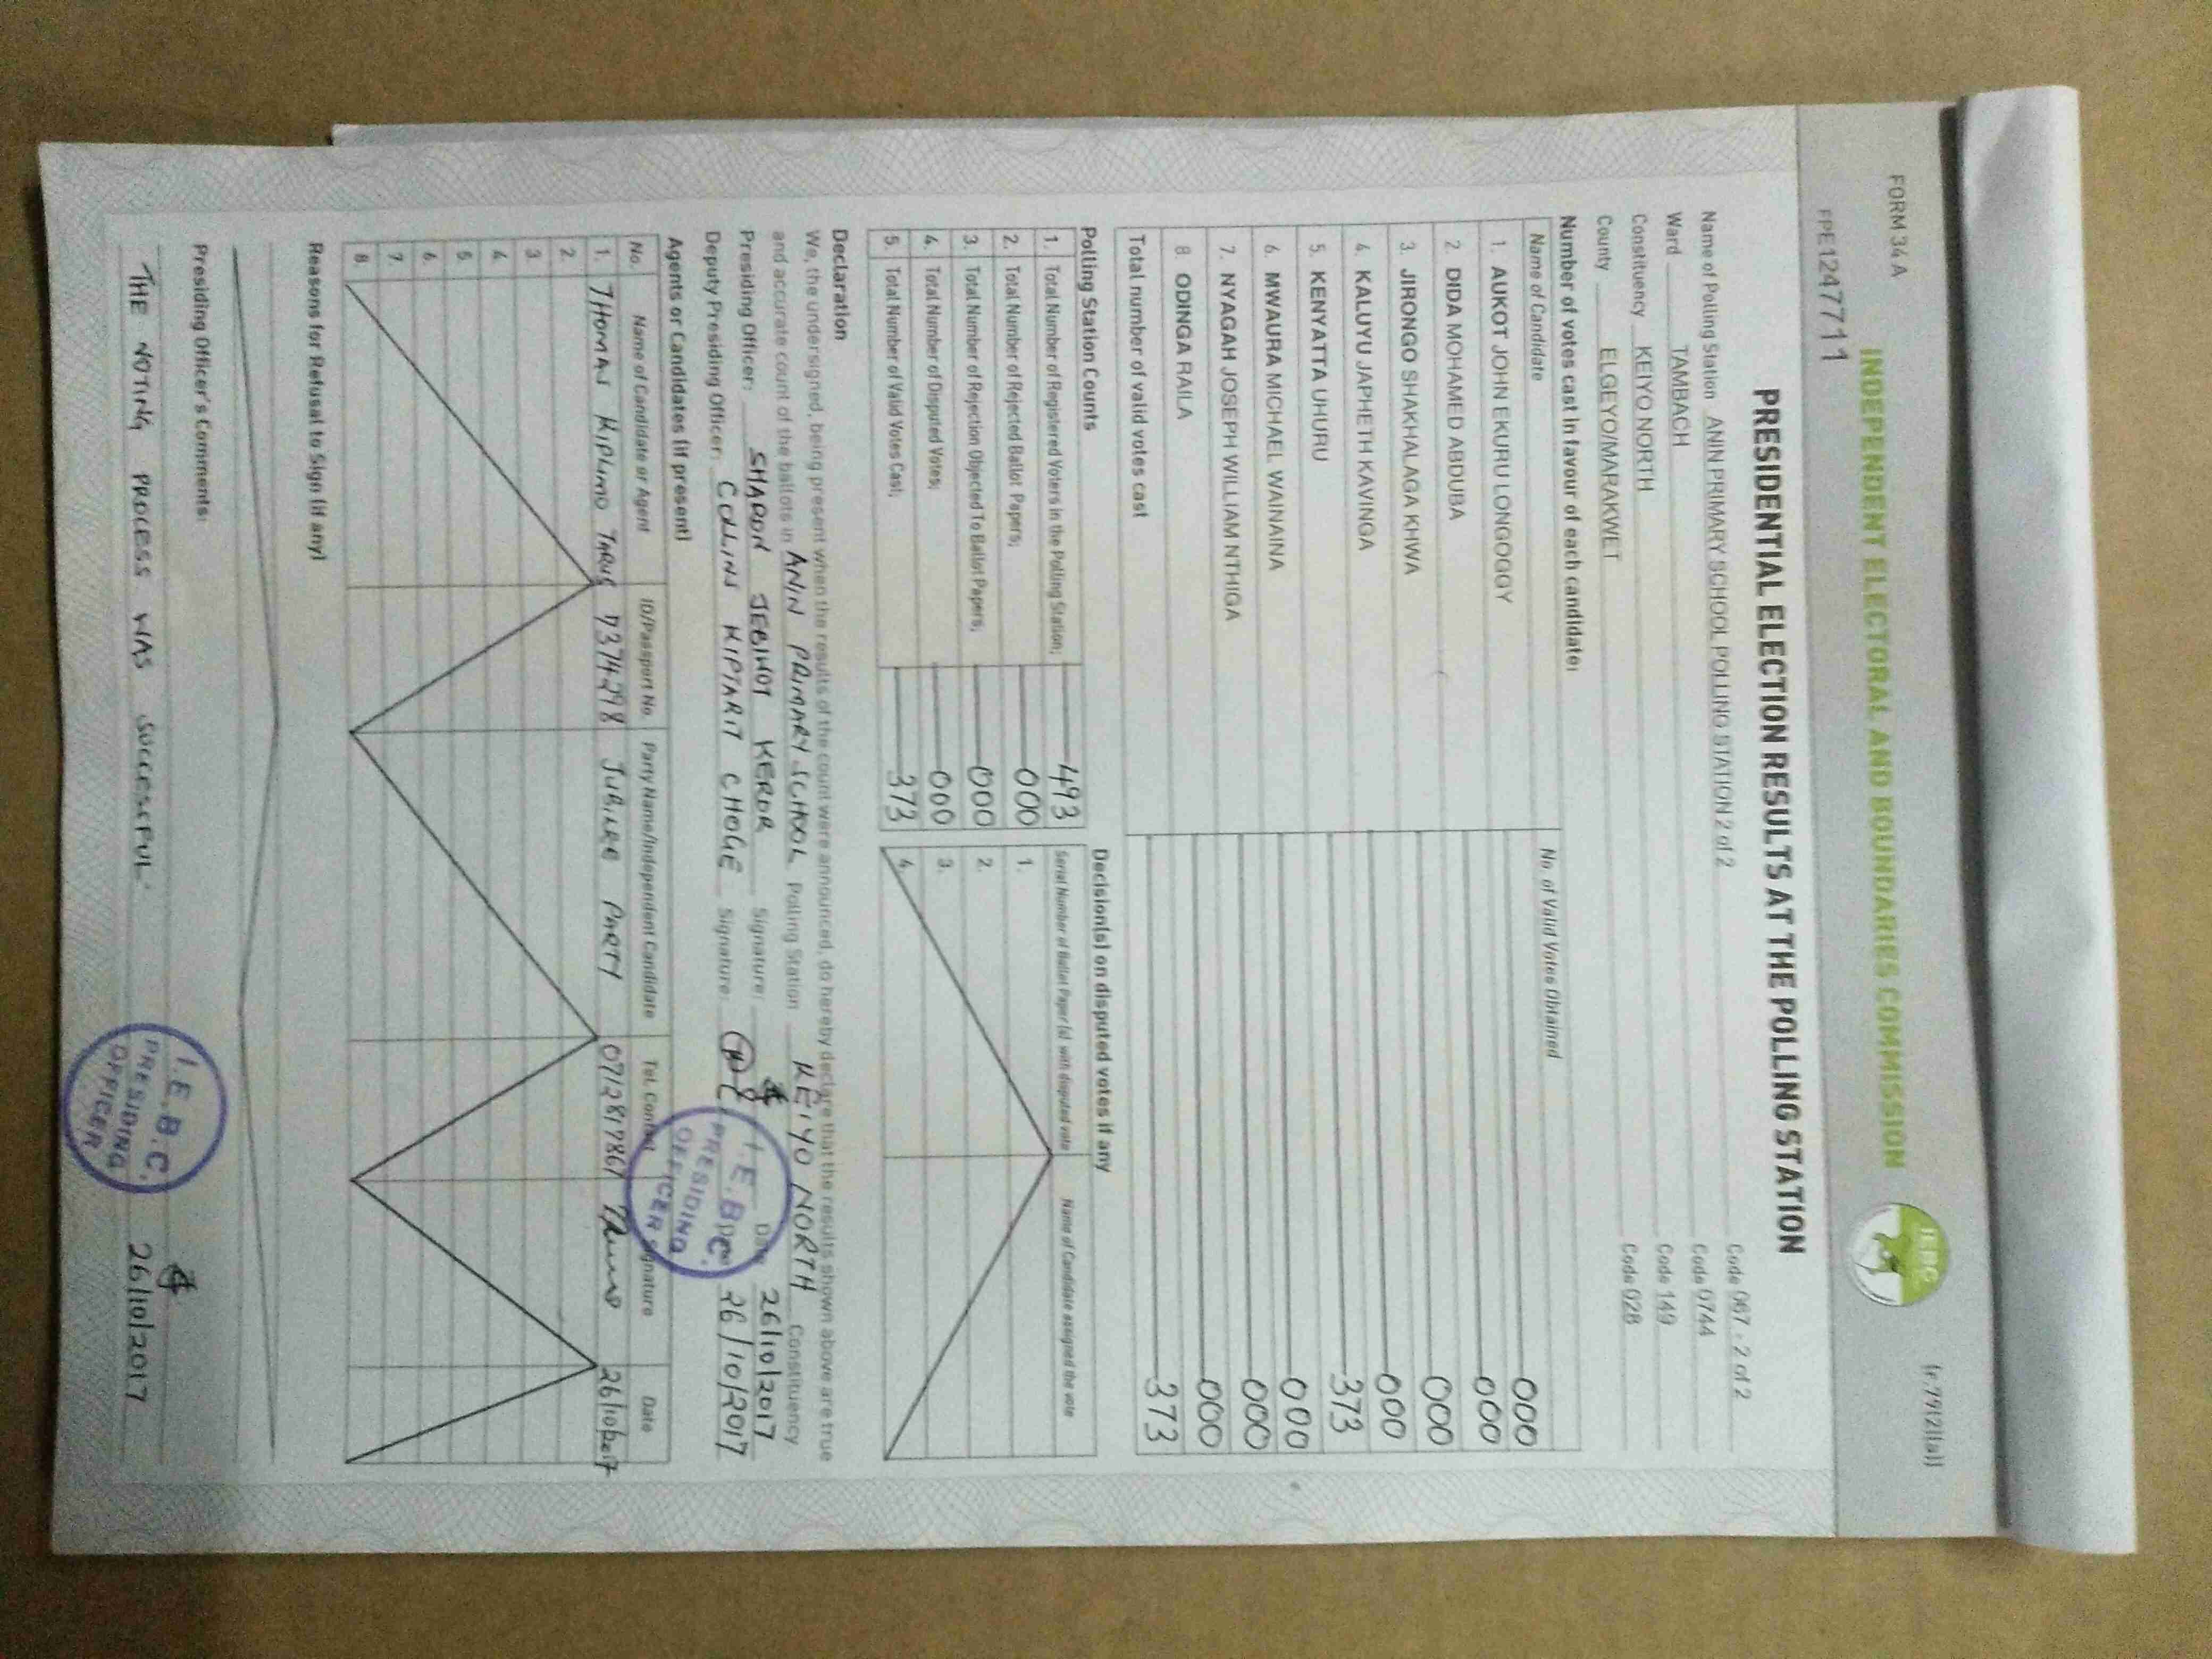 FORM 34 A
(r.79(2)(a))
INDEPENDENT ELECTORAL AND BOUNDARIES COMMISSION
IEBC
FPE1247711
PRESIDENTIAL ELECTION RESULTS AT THE POLLING STATION
Name of Polling Station ANIN PRIMARY SCHOOL POLLING STATION 2 of 2 Code 067 - 2 of 2
Ward TAMBACH Code 0744
Constituency KEIYO NORTH Code 149
County ELGEYO/MARAKWET Code 028
Number of votes cast in favour of each candidate:
Name of Candidate No. of Valid Votes Obtained
1. AUKOT JOHN EKURU LONGOGGY 000
2. DIDA MOHAMED ABDUBA 000
3. JIRONGO SHAKHALAGA KHWA 000
4. KALUYU JAPHETH KAVINGA 000
5. KENYATTA UHURU 373
6. MWAURA MICHAEL WAINAINA 000
7. NYAGAH JOSEPH WILLIAM NTHIGA 000
8. ODINGA RAILA 000
Total number of valid votes cast 373
Polling Station Counts
1. Total Number of Registered Voters in the Polling Station; 493
2. Total Number of Rejected Ballot Papers; 000
3. Total Number of Rejection Objected To Ballot Papers; 000
4. Total Number of Disputed Votes; 000
5. Total Number of Valid Votes Cast; 373
Decision(s) on disputed votes if any
Serial Number of Ballot Paper (s) with disputed vote Name of Candidate assigned the vote
1.
2.
3.
4.
Declaration
We, the undersigned, being present when the results of the count were announced, do hereby declare that the results shown above are true
and accurate count of the ballots in ANIN PRIMARY SCHOOL Polling Station KEIYO NORTH Constituency
Presiding Officer: SHARON JEBIWOT KEROR Signature: Date 26/10/2017
Deputy Presiding Officer: COLLINS KIPTARIT CHOGE Signature: 26/10/2017
I.E.B.C.
PRESIDING
OFFICER
Agents or Candidates (if present)
No. Name of Candidate or Agent ID/Passport No. Party Name/Independent Candidate Tel. Contact Signature Date
1. THOMAS KIPLIMO TARUS 7374298 JUBILEE PARTY 26/10/2017
2.
3
4
5
6.
7.
8.
Reasons for Refusal to Sign (if any)
Presiding Officer's Comments:
THE NOTING PROCESS WAS SUCCESSFUL. 26/10/2017
I.E.B.C.
PRESIDING
OFFICER